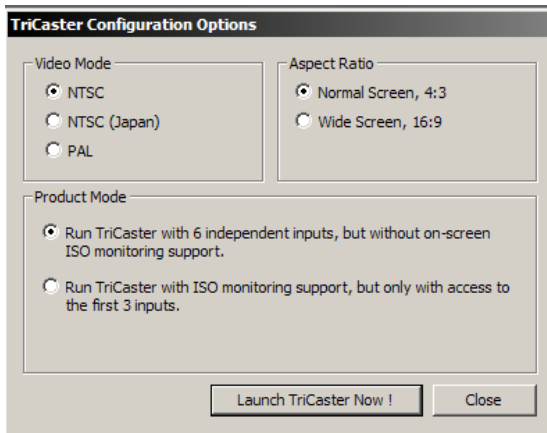 TriCaster Configuration Options
Video Mode
NTSC
NTSC (Japan)
PAL
Aspect Ratio
Normal Screen, 4:3
Wide Screen, 16:9
Product Mode
Run TriCaster with 6 independent inputs, but without on-screen
ISO monitoring support.
Run TriCaster with ISO monitoring support, but only with access to
the first 3 inputs.
Launch TriCaster Now !
Close